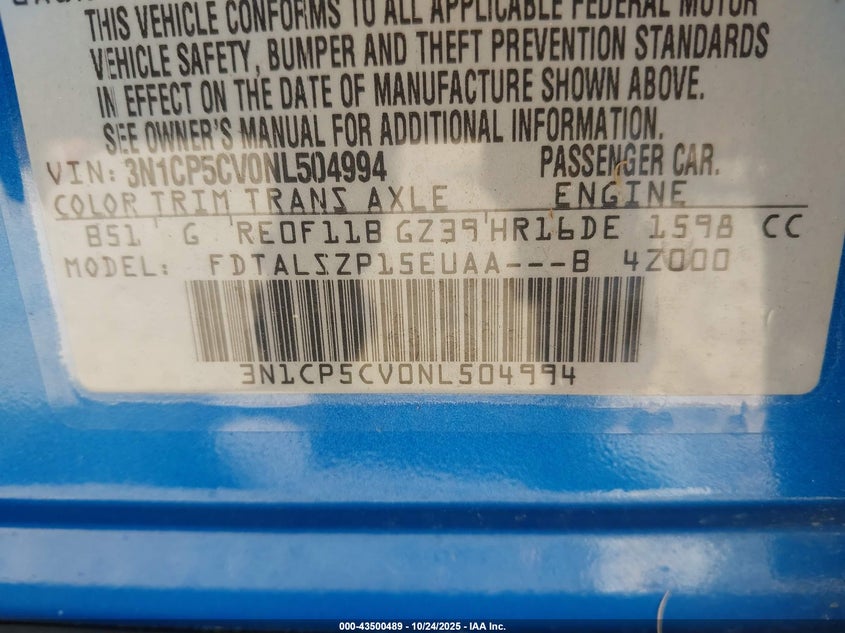 THIS VEHICLE CONFORMS TO ALL APPLICABLE FEDERAL MOTOR
VEHICLE SAFETY, BUMPER AND THEFT PREVENTION STANDARDS
IN EFFECT ON THE DATE OF MANUFACTURE SHOWN ABOVE.
SEE OWNER'S MANUAL FOR ADDITIONAL INFORMATION.
VIN: 3N1CP5CV0NL504994 PASSENGER CAR.
COLOR TRIM TRANS AXLE ENGINE
B51 G RE0F11B GZ39 HR16DE 1598 CC
MODEL: FDTALSZP15EUAA---B 4Z000
3N1CP5CV0NL504994
000-43500489 - 10/24/2025 - IAA Inc.